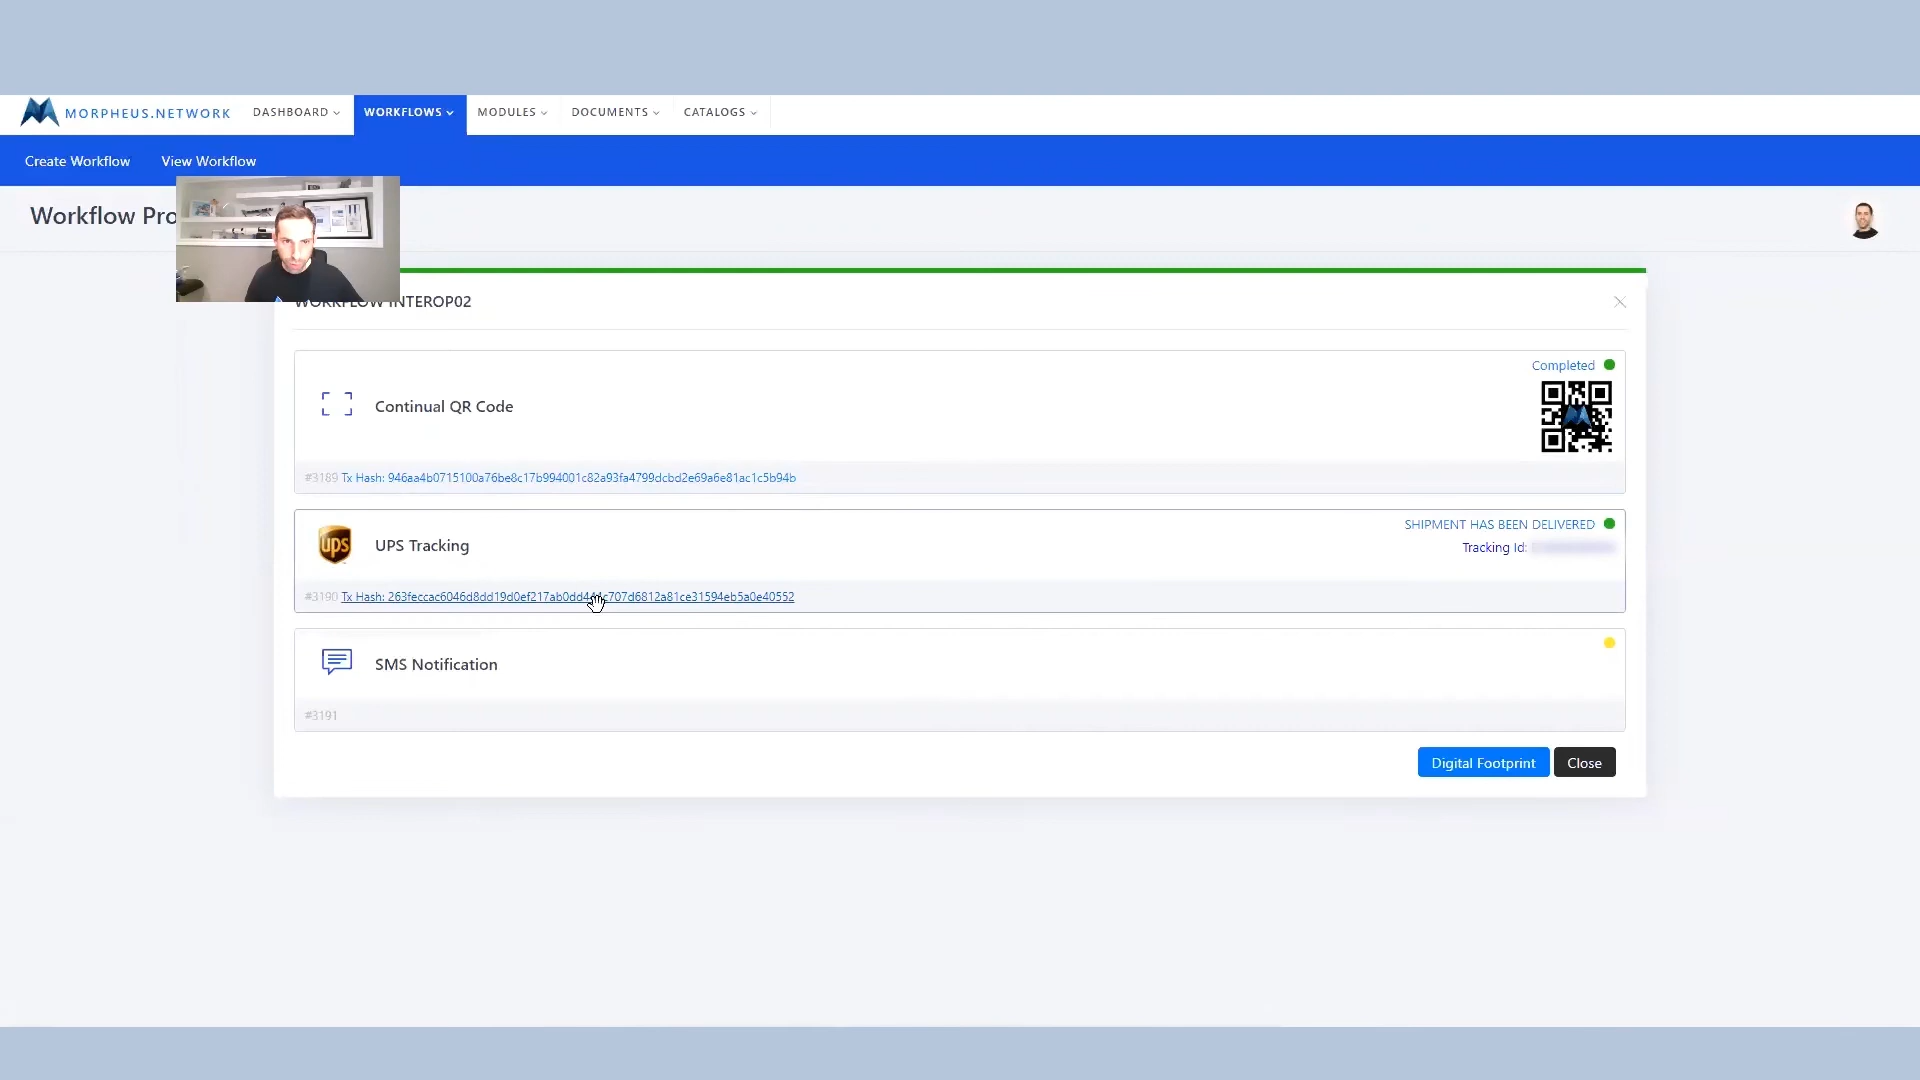 MORPHEUS.NETWORK DASHBOARD WORKFLOWS MODULES DOCUMENTS CATALOGS
Create Workflow View Workflow
Workflow Pro
WORKFLOW INTEROP02
Completed
Continual QR Code
#3189 Tx Hash: 946aa4b0715100a76be8c17b994001c82a93fa4799dcbd2e69a6e81ac1c5b94b
SHIPMENT HAS BEEN DELIVERED
ups UPS Tracking
Tracking Id:
#3190 Tx Hash:
SMS Notification
#3191
Digital Footprint Close